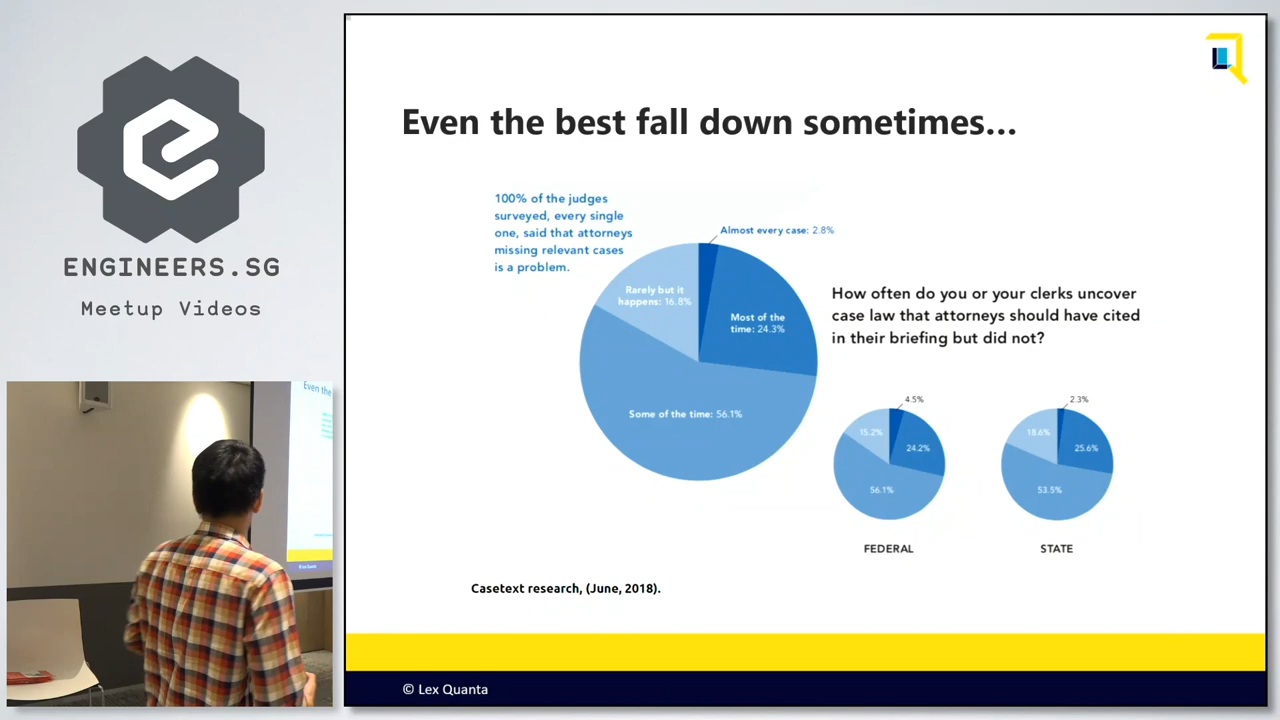 ENGINEERS.SG
Meetup Videos
Even the best fall down sometimes...
100% of the judges
surveyed, every single
one, said that attorneys
missing relevant cases
is a problem.
Almost every case: 2.8%
Rarely but it
happens: 16.8%
Most of the
time: 24.3%
Some of the time: 56.1%
How often do you or your clerks uncover
case law that attorneys should have cited
in their briefing but did not?
4.5%
15.2%
24.2%
56.1%
FEDERAL
2.3%
18.6%
25.6%
53.5%
STATE
Casetext research, (June, 2018).
© Lex Quanta
Even the